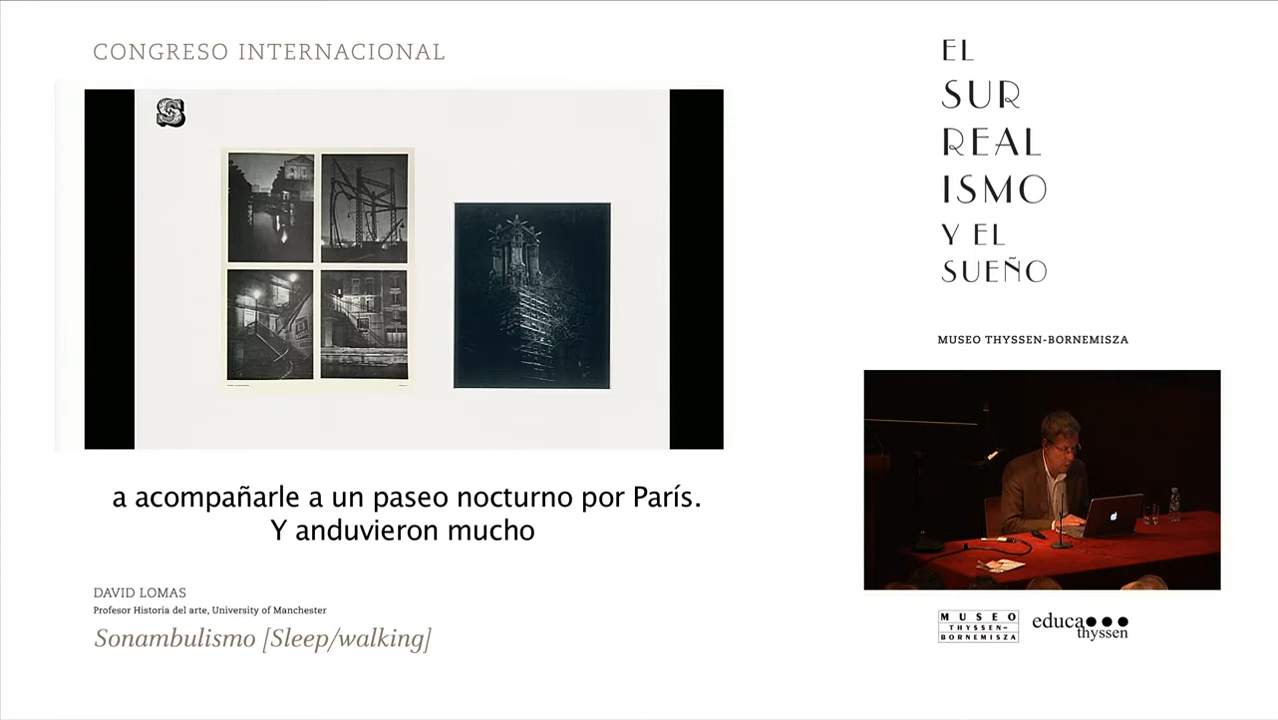 CONGRESO INTERNACIONAL
S
EL
SUR
REAL
ISMO
Y EL
SUEÑO
MUSEO THYSSEN-BORNEMISZA
a acompañarle a un paseo nocturno por París.
Y anduvieron mucho
DAVID LOMAS
Profesor Historia del arte, University of Manchester
Sonambulismo [Sleep/walking]
MUSEO
THYSSEN-
BORNEMISZA
educa
thyssen